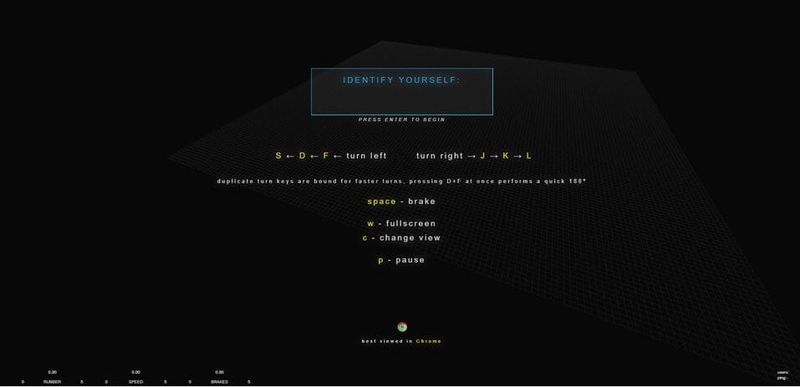 IDENTIFY YOURSELF:
PRESS ENTER TO BEGIN
S ← D ← F ← turn left turn right → J → K → L
duplicate turn keys are bound for faster turns, pressing D+F at once performs a quick 180°
space - brake
w - fullscreen
c - change view
p - pause
best viewed in Chrome
0.00 0.00 0.00
0 RUBBER 5 0 SPEED 5 5 BRAKES 5
users:
ping: -